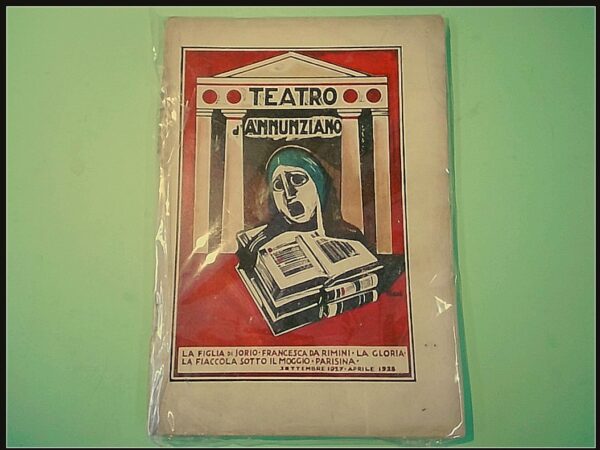 TEATRO
d'ANNUNZIANO
LA FIGLIA DI JORIO · FRANCESCA DA RIMINI · LA GLORIA ·
LA FIACCOLA SOTTO IL MOGGIO · PARISINA ·
SETTEMBRE 1927 · APRILE 1928